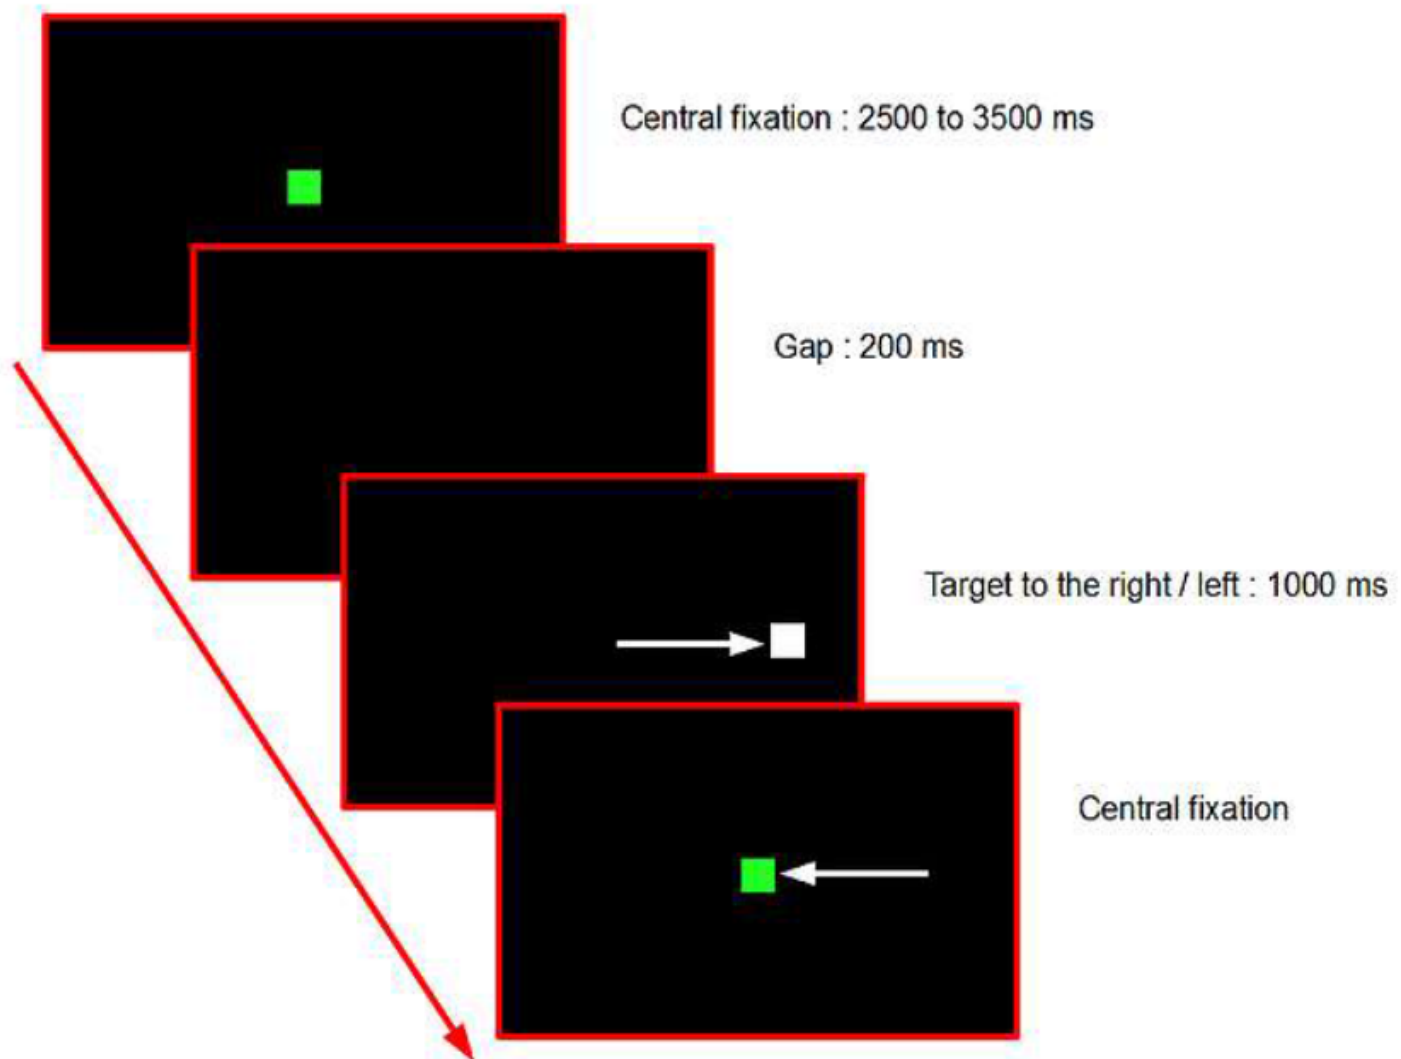 Central fixation : 2500 to 3500 ms
Gap : 200 ms
Target to the right / left : 1000 ms
Central fixation